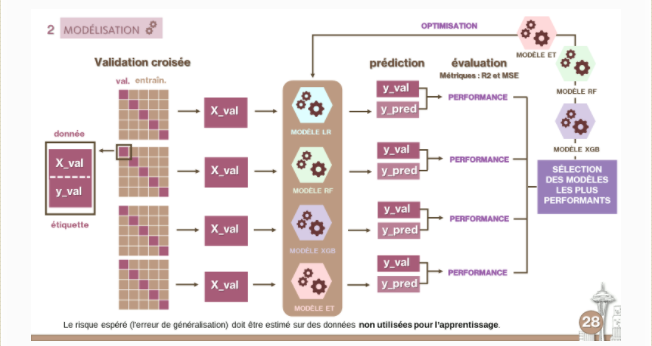 2 MODÉLISATION
OPTIMISATION
MODÈLE ET
MODÈLE RF
MODÈLE XGB
SÉLECTION
DES MODÈLES
LES PLUS
PERFORMANTS
Validation croisée
val. entraîn.
prédiction
évaluation
Métriques : R2 et MSE
donnée
X_val
y_val
étiquette
X_val
MODÈLE LR
y_val
y_pred
PERFORMANCE
X_val
MODÈLE RF
y_val
y_pred
PERFORMANCE
X_val
MODÈLE XGB
y_val
y_pred
PERFORMANCE
X_val
MODÈLE ET
y_val
y_pred
PERFORMANCE
Le risque espéré (l'erreur de généralisation) doit être estimé sur des données non utilisées pour l'apprentissage.
28